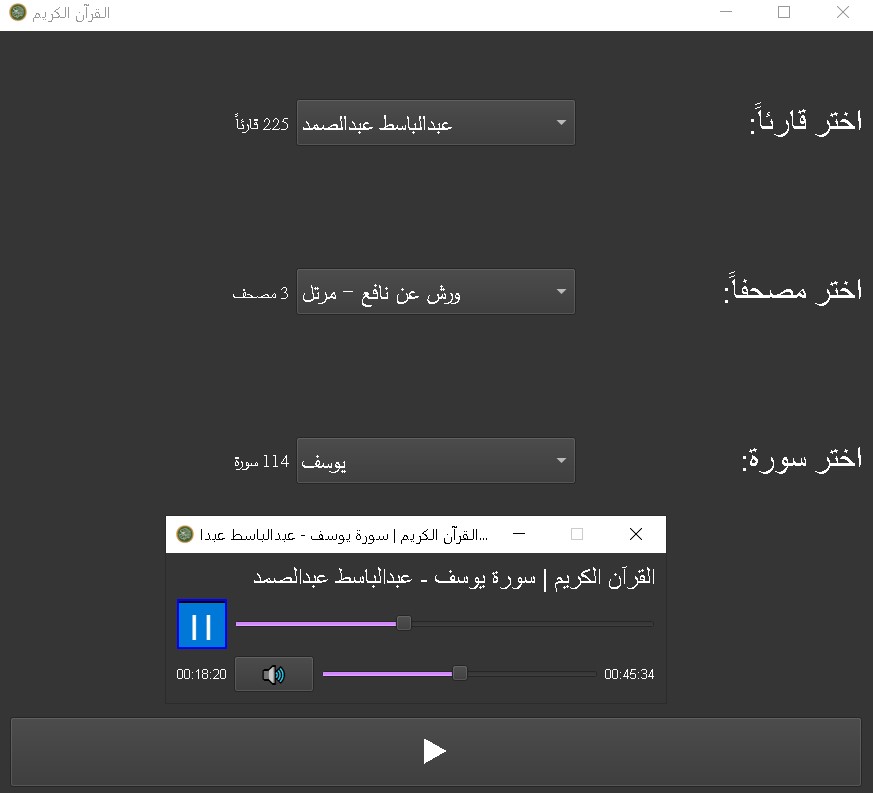 القرآن الكريم
اختر قارئاً:
عبدالباسط عبدالصمد
225 قارئاً
اختر مصحفاً:
ورش عن نافع - مرتل
3 مصحف
اختر سورة:
يوسف
114 سورة
القرآن الكريم | سورة يوسف - عبدالباسط عبدا...
القرآن الكريم | سورة يوسف - عبدالباسط عبدالصمد
00:18:20
00:45:34